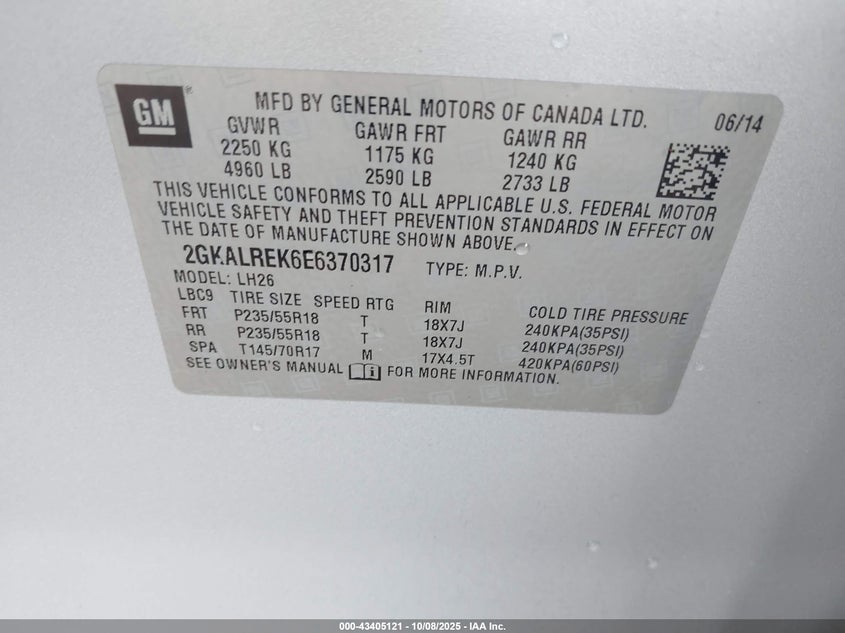 GM®
MFD BY GENERAL MOTORS OF CANADA LTD. 06/14
GVWR GAWR FRT GAWR RR
2250 KG 1175 KG 1240 KG
4960 LB 2590 LB 2733 LB
THIS VEHICLE CONFORMS TO ALL APPLICABLE U.S. FEDERAL MOTOR
VEHICLE SAFETY AND THEFT PREVENTION STANDARDS IN EFFECT ON
THE DATE OF MANUFACTURE SHOWN ABOVE.
2GKALREK6E6370317 TYPE: M.P.V.
MODEL: LH26
LBC9 TIRE SIZE SPEED RTG RIM COLD TIRE PRESSURE
FRT P235/55R18 T 18X7J 240KPA(35PSI)
RR P235/55R18 T 18X7J 240KPA(35PSI)
SPA T145/70R17 M 17X4.5T 420KPA(60PSI)
SEE OWNER'S MANUAL FOR MORE INFORMATION.
000-43405121 - 10/08/2025 - IAA Inc.